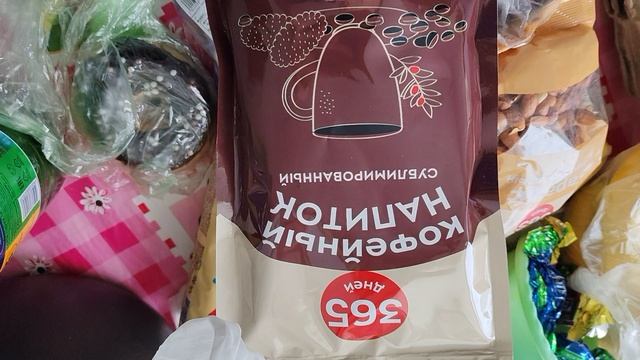 365
дней
КОФЕЙНЫЙ
НАПИТОК
СУБЛИМИРОВАННЫЙ